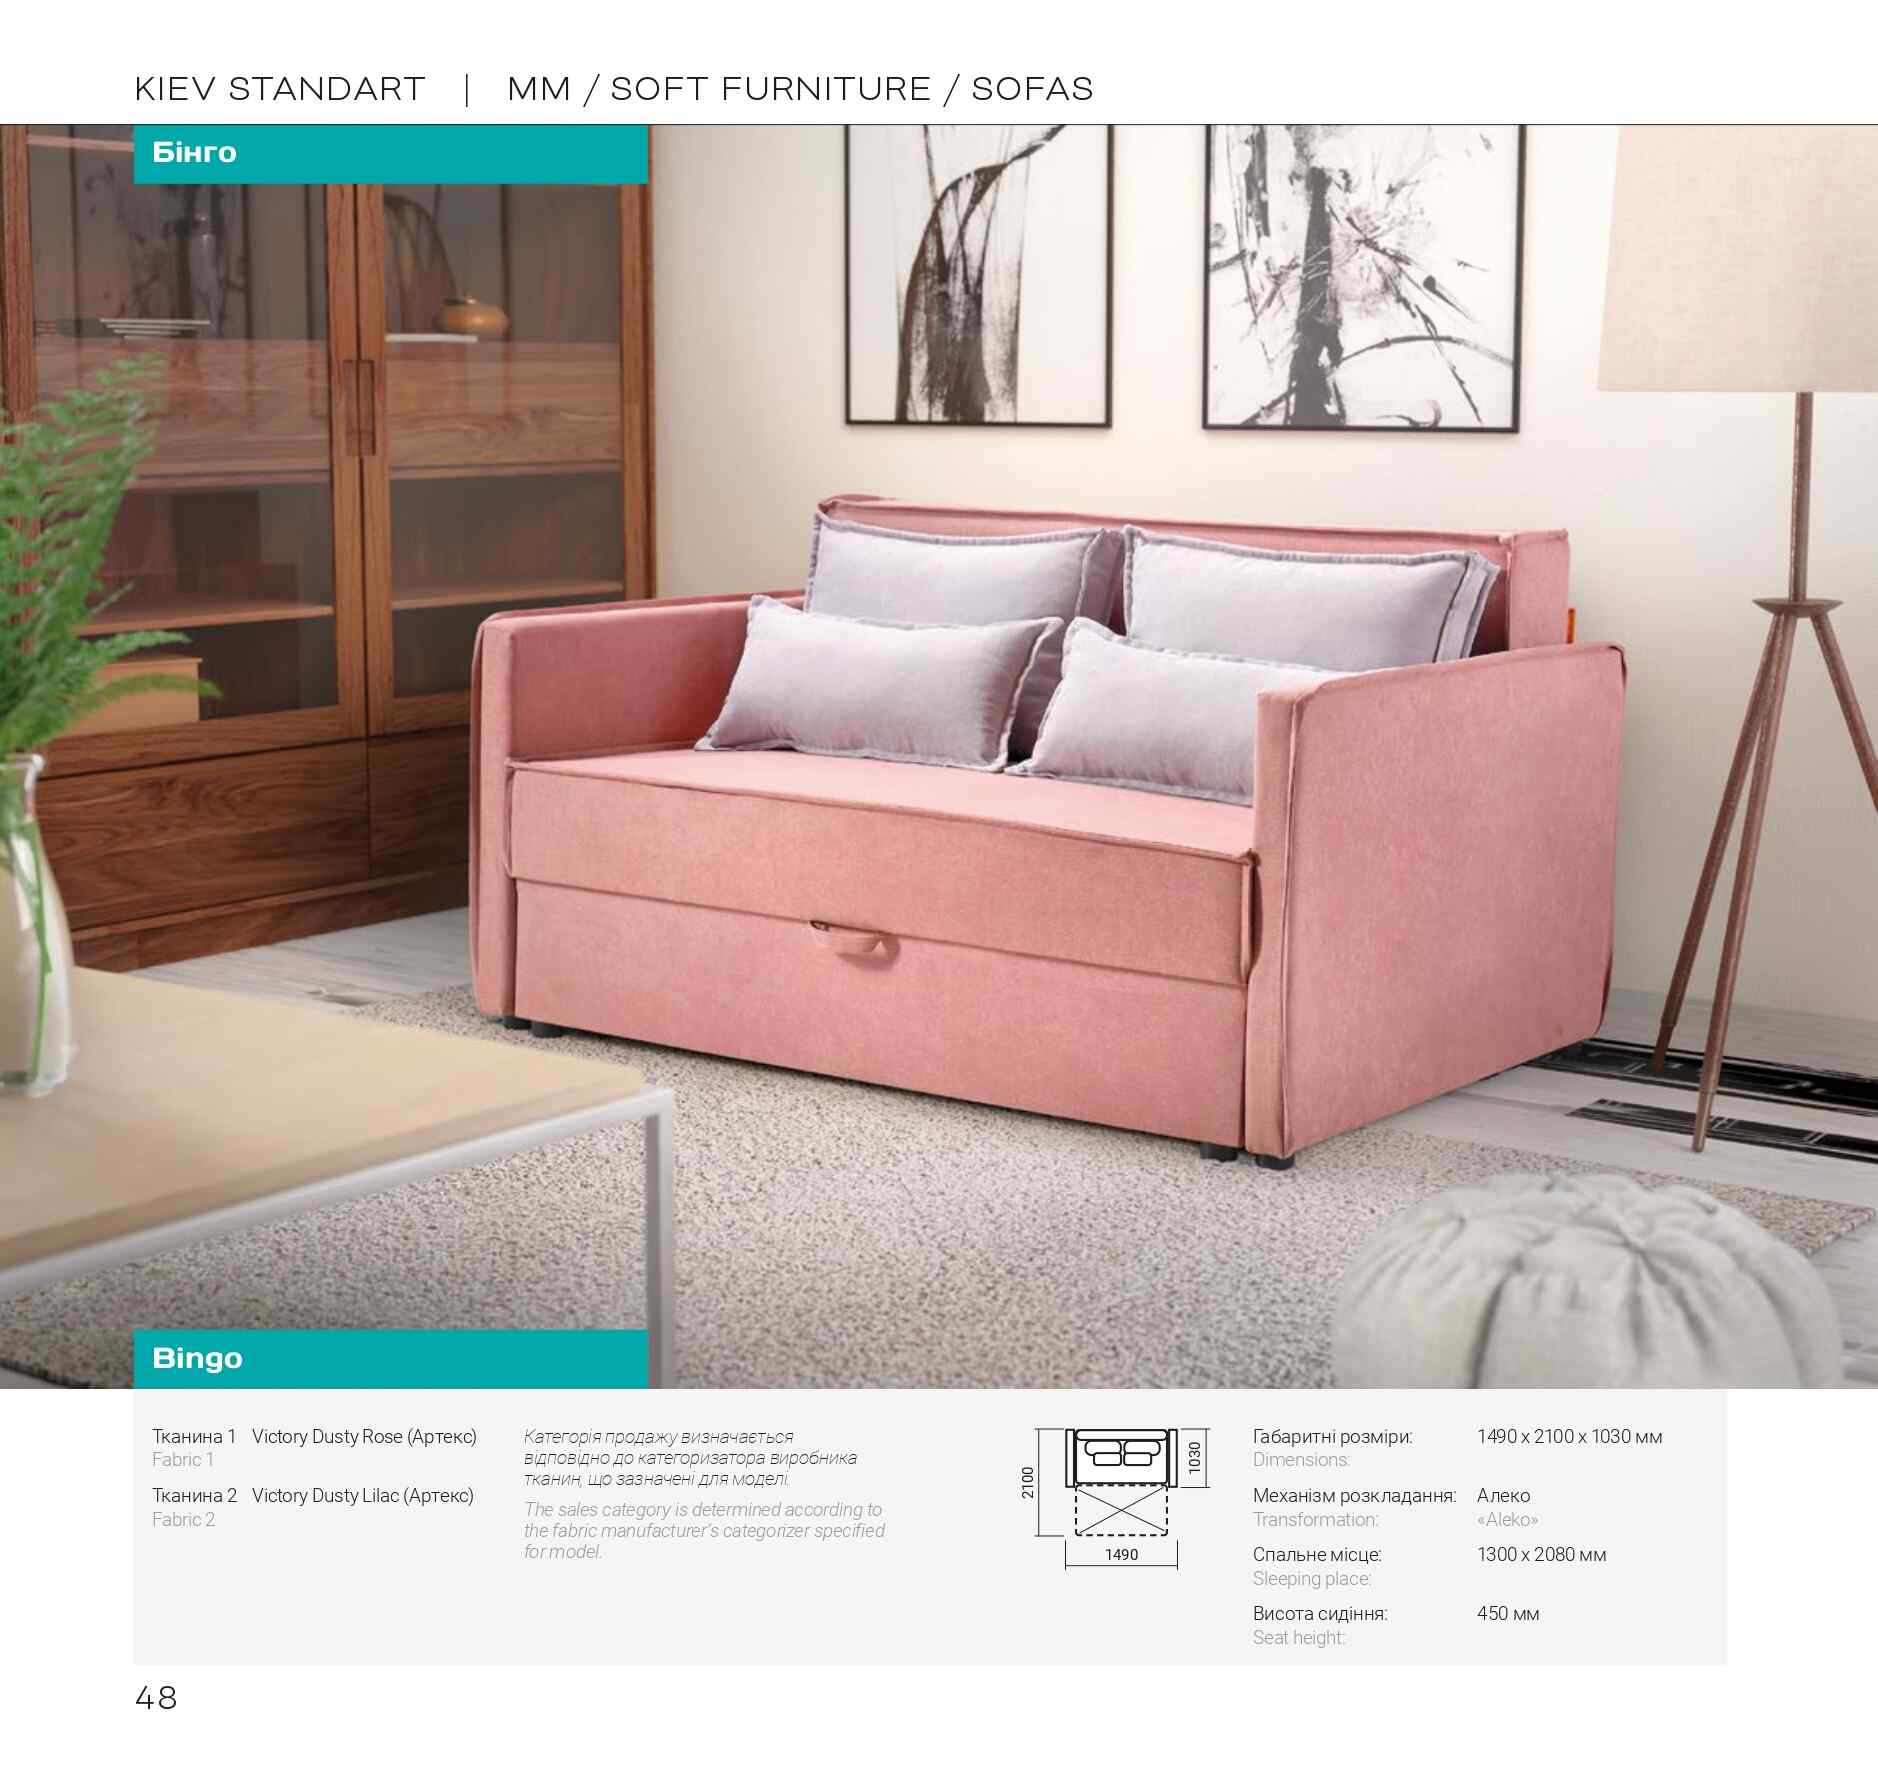 KIEV STANDART | MM / SOFT FURNITURE / SOFAS
Бінго
Bingo
Тканина 1 Victory Dusty Rose (Артекс)
Fabric 1
Тканина 2 Victory Dusty Lilac (Артекс)
Fabric 2
Категорія продажу визначається
відповідно до категоризатора виробника
тканин, що зазначені для моделі.
The sales category is determined according to
the fabric manufacturer's categorizer specified
for model.
2100
1030
1490
Габаритні розміри: 1490 х 2100 х 1030 мм
Dimensions:
Механізм розкладання: Алеко
Transformation: «Aleko»
Спальне місце: 1300 х 2080 мм
Sleeping place:
Висота сидіння: 450 мм
Seat height:
48